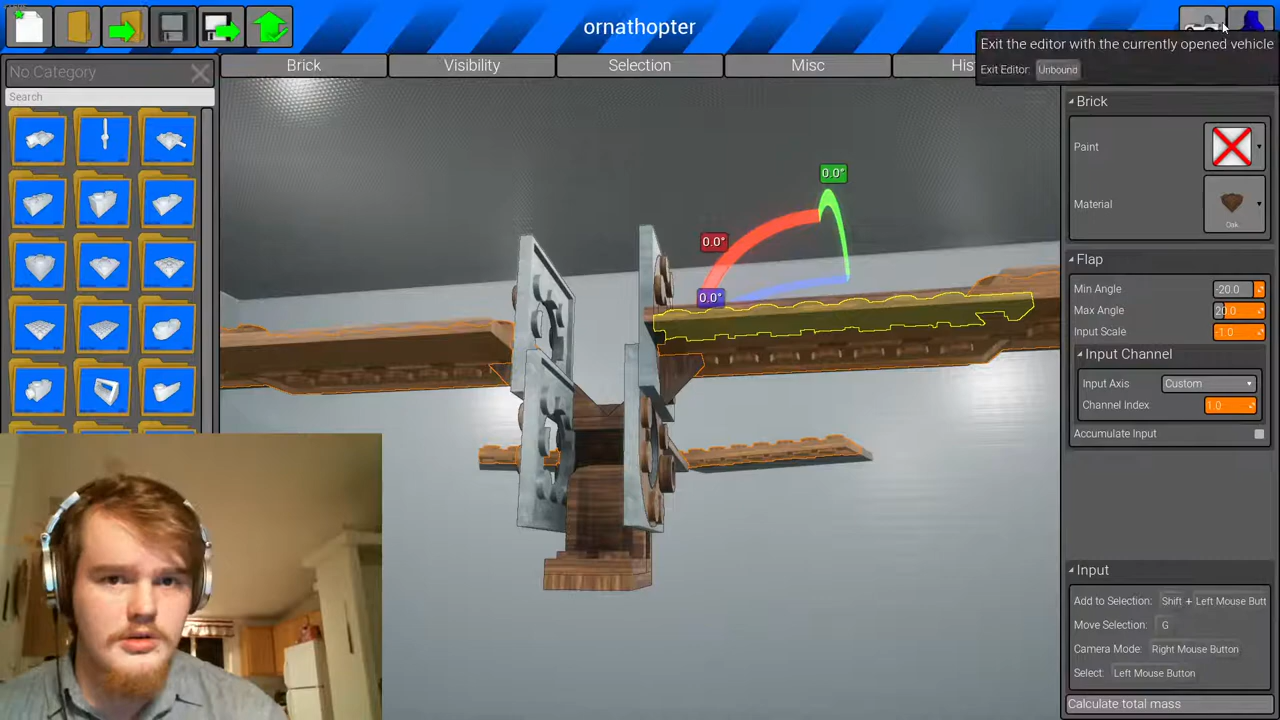 ornathopter
Exit the editor with the currently opened vehicle
Exit Editor: Unbound
No Category
Search
Brick
Visibility
Selection
Misc
His
Brick
Paint
Material
Oak
Flap
Min Angle -20.0
Max Angle 20.0
Input Scale -1.0
Input Channel
Input Axis Custom
Channel Index 1.0
Accumulate Input
0.0°
0.0°
0.0°
Input
Add to Selection: Shift + Left Mouse Butt
Move Selection: G
Camera Mode: Right Mouse Button
Select: Left Mouse Button
Calculate total mass